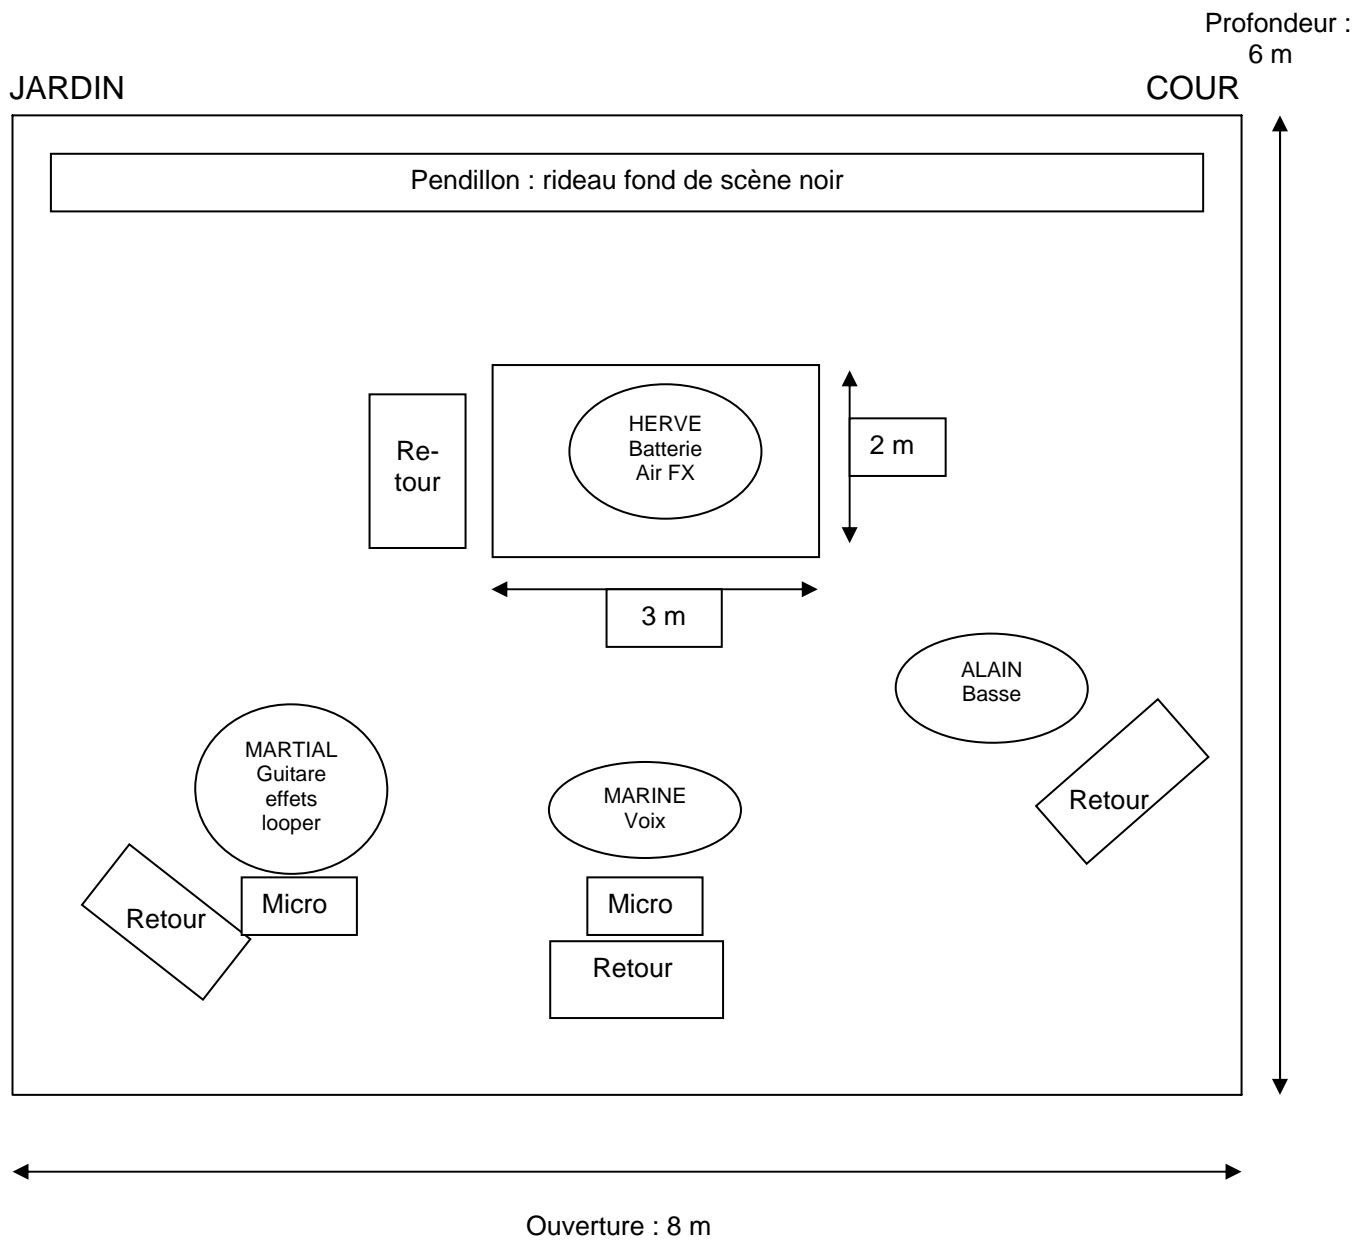 Profondeur :
6 m
JARDIN
COUR
Pendillon : rideau fond de scène noir
HERVE
Batterie
Air FX
Re-
tour
2 m
3 m
ALAIN
Basse
MARTIAL
Guitare
effets
looper
MARINE
Voix
Retour
Retour
Micro
Micro
Retour
Ouverture : 8 m